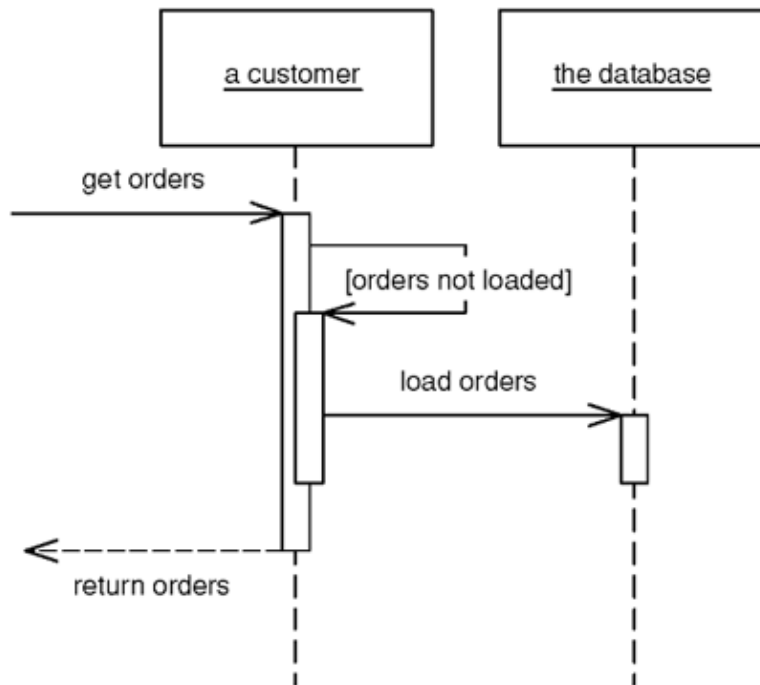 a customer
the database
get orders
[orders not loaded]
load orders
return orders